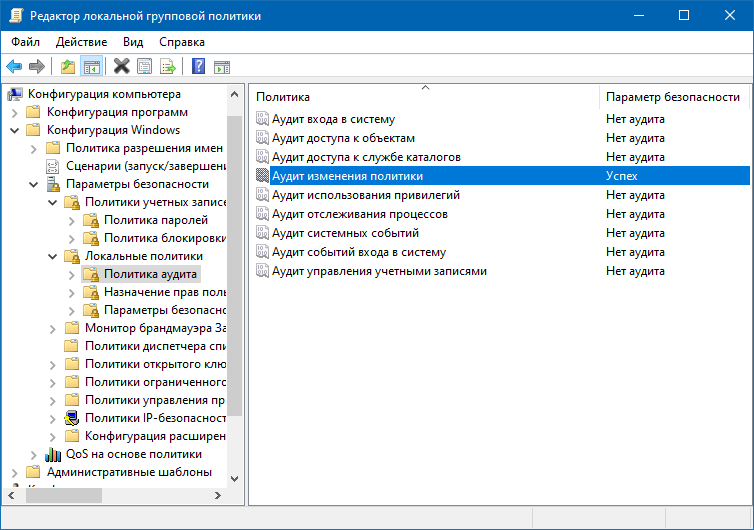 Редактор локальной групповой политики
Файл Действие Вид Справка
Конфигурация компьютера
Конфигурация программ
Конфигурация Windows
Политика разрешения имен
Сценарии (запуск/завершени
Параметры безопасности
Политики учетных записе
Политика паролей
Политика блокировки
Локальные политики
Политика аудита
Назначение прав поль
Параметры безопасно
Монитор брандмауэра За
Политики диспетчера спи
Политики открытого клю
Политики ограниченного
Политики управления пр
Политики IP-безопасност
Конфигурация расширен
QoS на основе политики
Административные шаблоны
Политика Параметр безопасности
Аудит входа в систему Нет аудита
Аудит доступа к объектам Нет аудита
Аудит доступа к службе каталогов Нет аудита
Аудит изменения политики Успех
Аудит использования привилегий Нет аудита
Аудит отслеживания процессов Нет аудита
Аудит системных событий Нет аудита
Аудит событий входа в систему Нет аудита
Аудит управления учетными записями Нет аудита